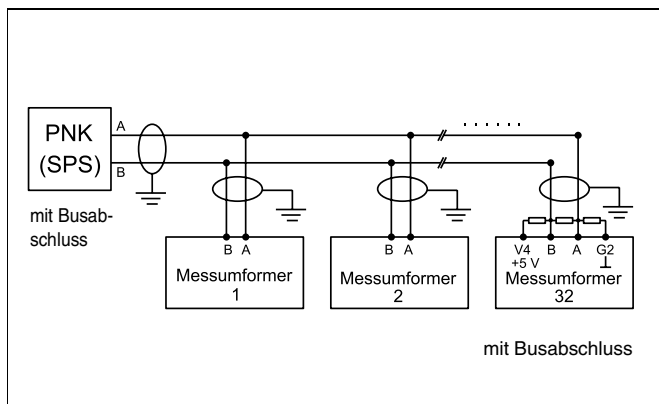 PNK
(SPS)
A
B
mit Busab-
schluss
. . . . . . .
B A
Messumformer
1
B A
Messumformer
2
V4 B A G2
+5 V
Messumformer
32
mit Busabschluss